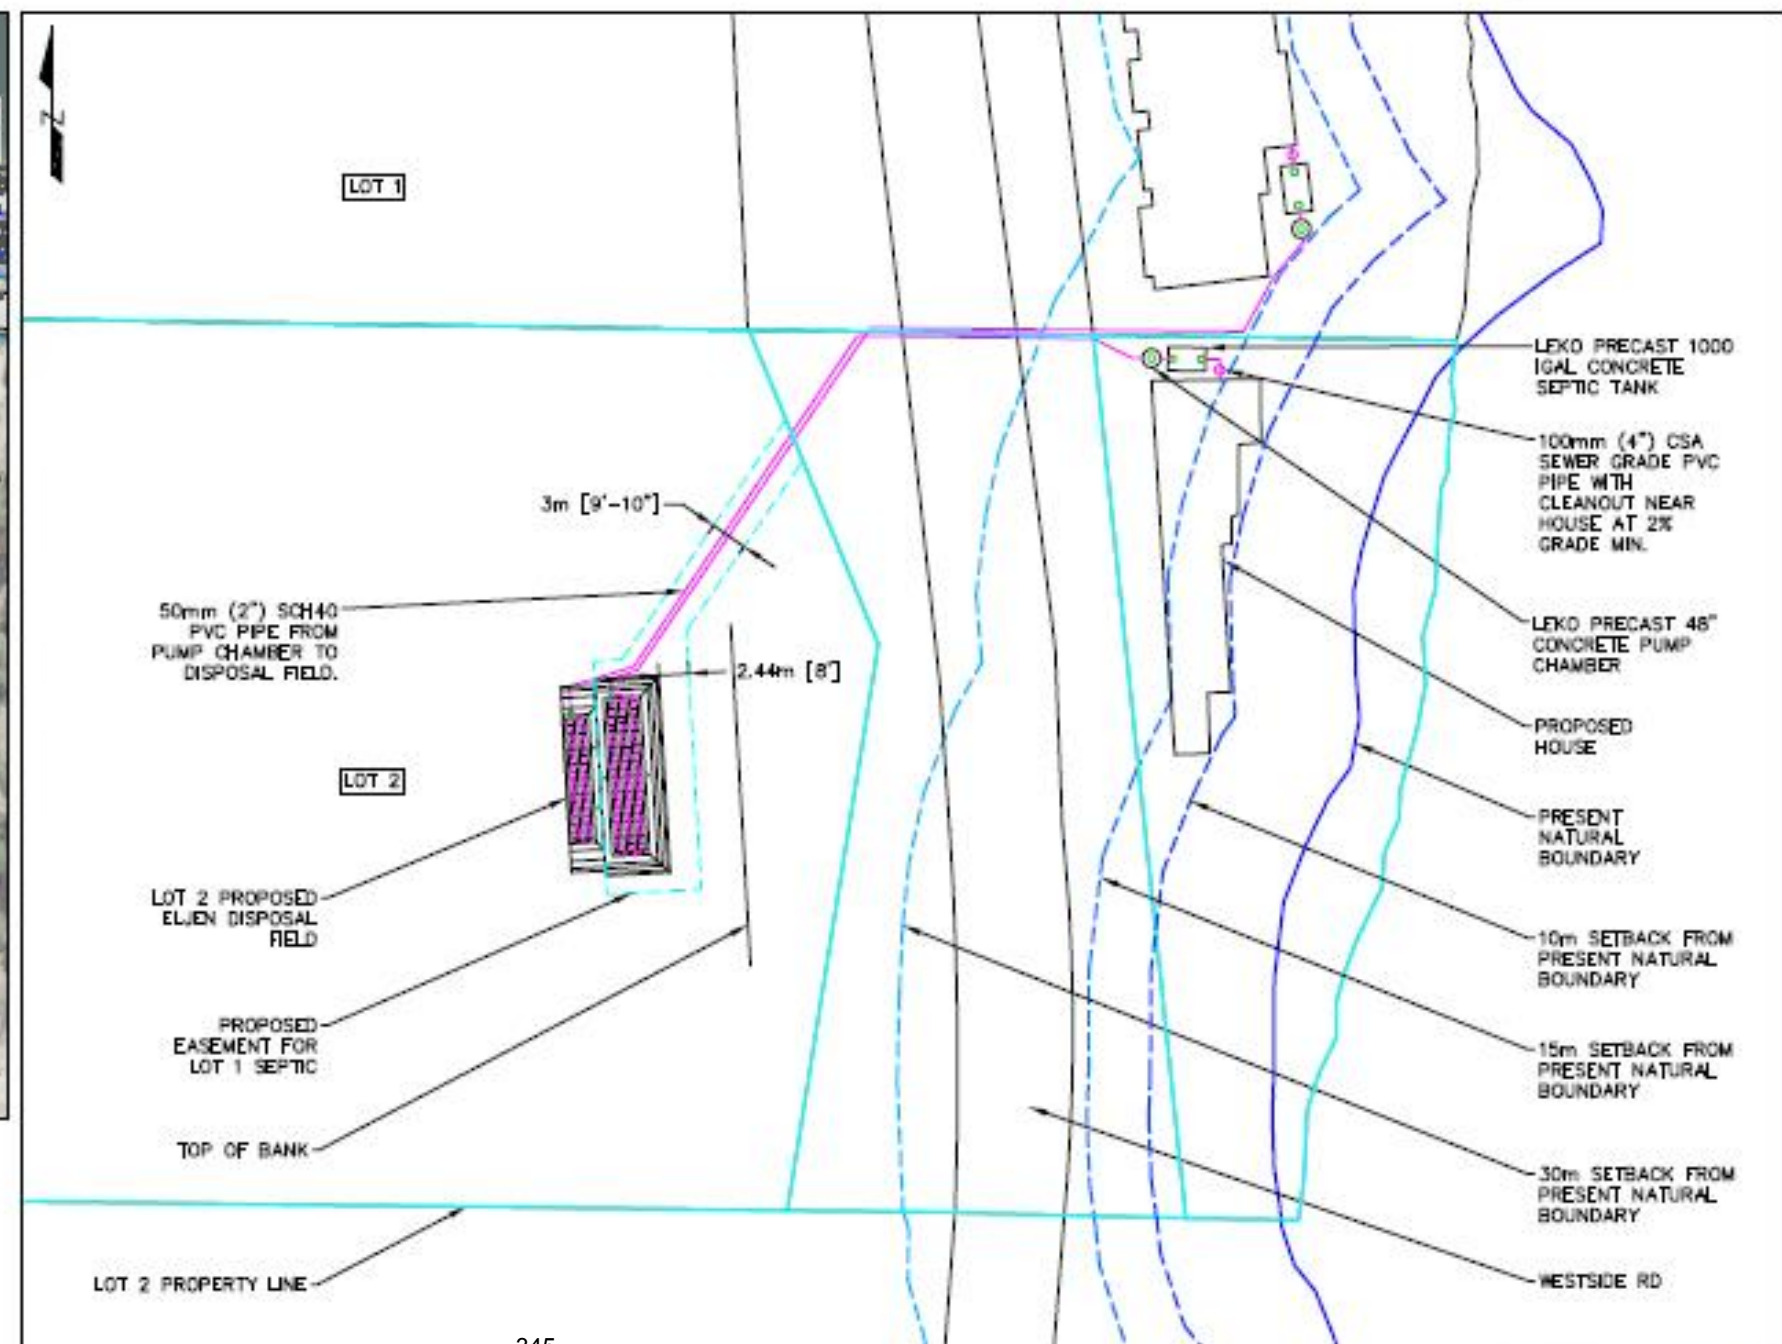 N
LOT 1
LEKO PRECAST 1000
IGAL CONCRETE
SEPTIC TANK
100mm (4") CSA
SEWER GRADE PVC
PIPE WITH
CLEANOUT NEAR
HOUSE AT 2%
GRADE MIN.
3m [9'-10"]
50mm (2") SCH40
PVC PIPE FROM
PUMP CHAMBER TO
DISPOSAL FIELD.
LEKO PRECAST 48"
CONCRETE PUMP
CHAMBER
2.44m [8']
PROPOSED
HOUSE
LOT 2
PRESENT
NATURAL
BOUNDARY
LOT 2 PROPOSED
ELJEN DISPOSAL
FIELD
10m SETBACK FROM
PRESENT NATURAL
BOUNDARY
PROPOSED
EASEMENT FOR
LOT 1 SEPTIC
15m SETBACK FROM
PRESENT NATURAL
BOUNDARY
TOP OF BANK
30m SETBACK FROM
PRESENT NATURAL
BOUNDARY
LOT 2 PROPERTY LINE
WESTSIDE RD